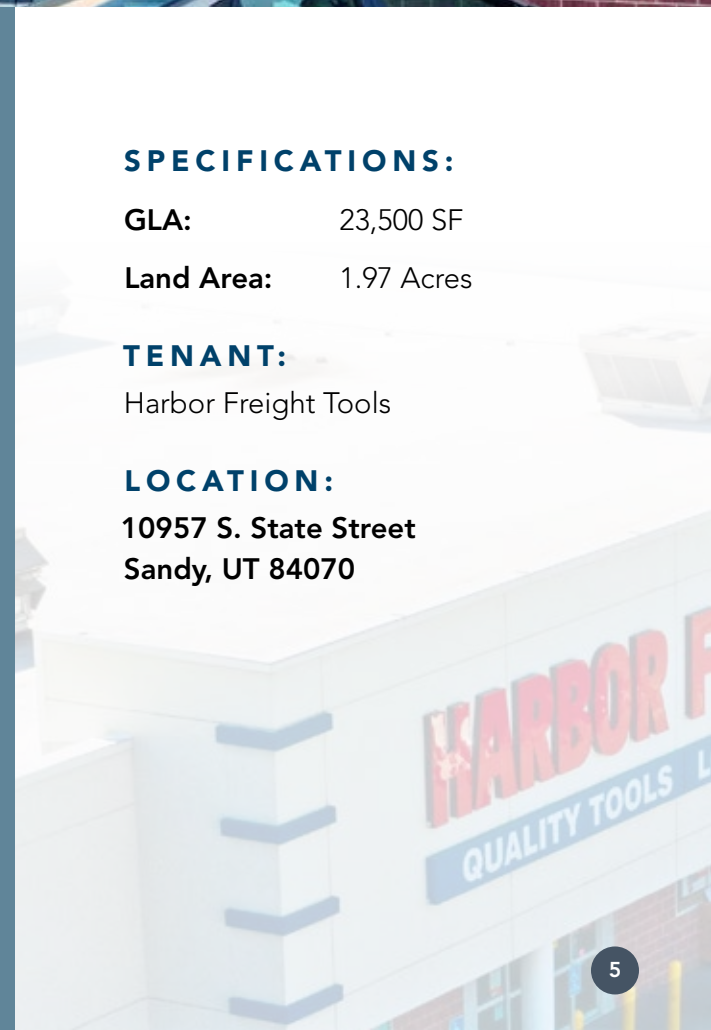 SPECIFICATIONS:
GLA: 23,500 SF
Land Area: 1.97 Acres
TENANT:
Harbor Freight Tools
LOCATION:
10957 S. State Street
Sandy, UT 84070
HARBOR F
QUALITY TOOLS L
5